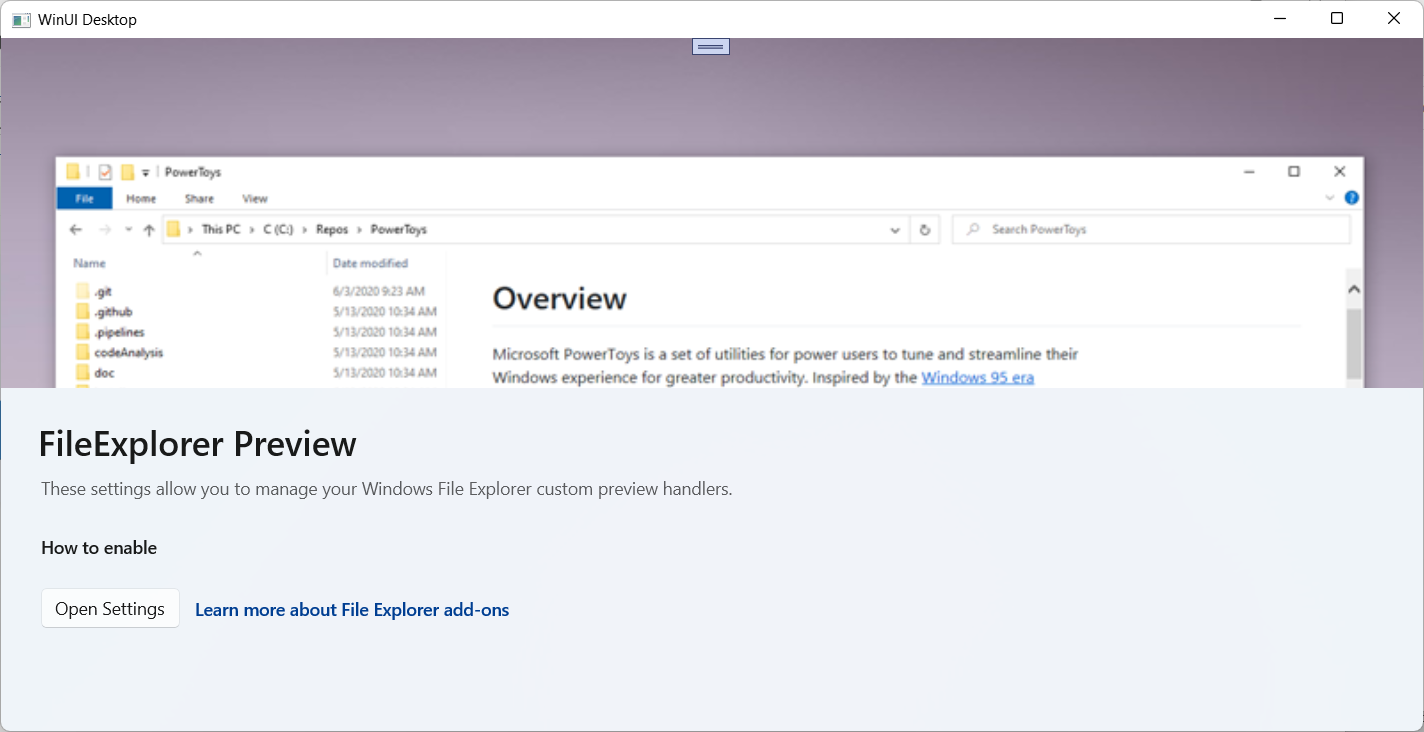 WinUI Desktop
PowerToys
File Home Share View
This PC > C (C:) > Repos > PowerToys
Search PowerToys
Name Date modified
.git 6/3/2020 9:23 AM
.github 5/13/2020 10:34 AM
.pipelines 5/13/2020 10:34 AM
codeAnalysis 5/13/2020 10:34 AM
doc 5/13/2020 10:34 AM
Overview
Microsoft PowerToys is a set of utilities for power users to tune and streamline their
Windows experience for greater productivity. Inspired by the Windows 95 era
FileExplorer Preview
These settings allow you to manage your Windows File Explorer custom preview handlers.
How to enable
Open Settings
Learn more about File Explorer add-ons